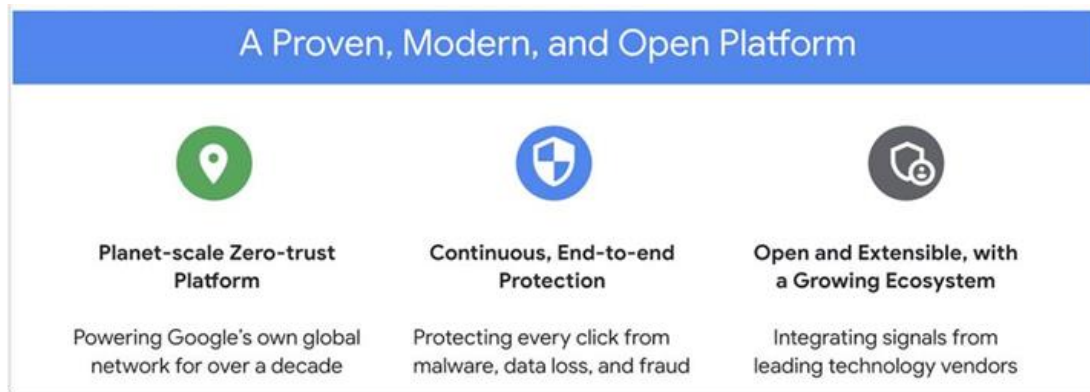 A Proven, Modern, and Open Platform
Planet-scale Zero-trust
Platform
Powering Google's own global
network for over a decade
Continuous, End-to-end
Protection
Protecting every click from
malware, data loss, and fraud
Open and Extensible, with
a Growing Ecosystem
Integrating signals from
leading technology vendors